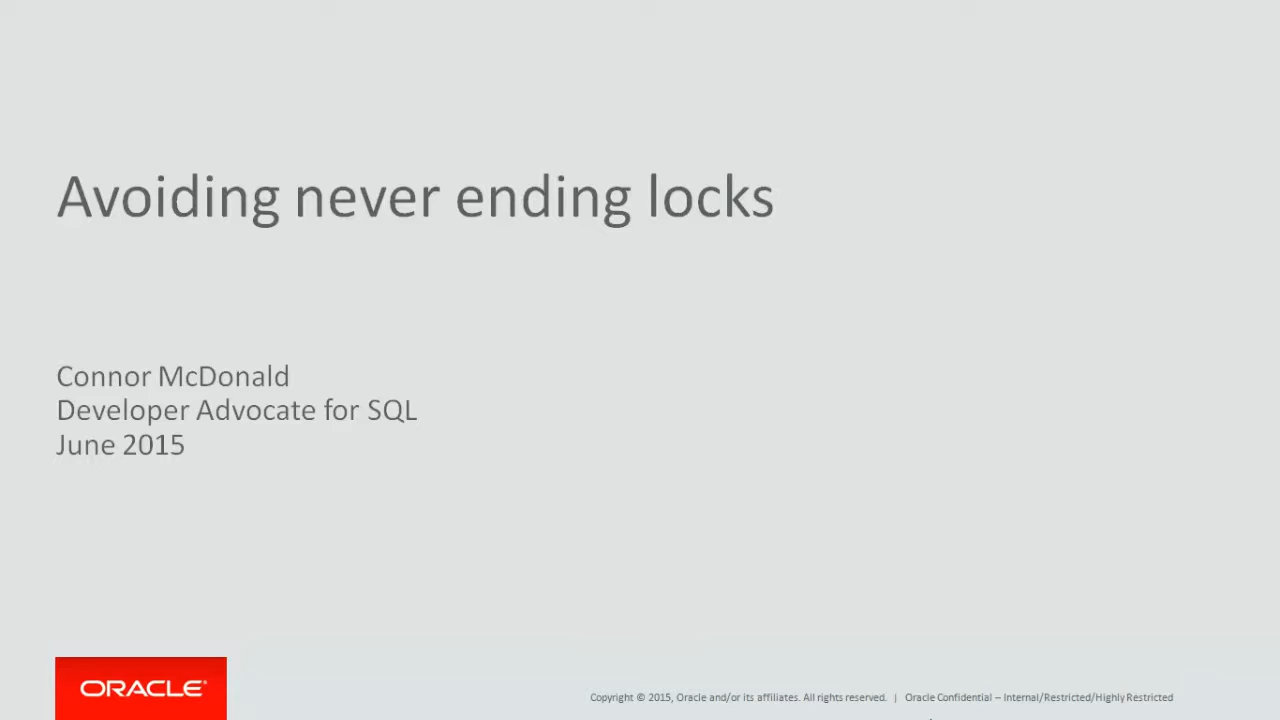 Avoiding never ending locks
Connor McDonald
Developer Advocate for SQL
June 2015
ORACLE®
Copyright © 2015, Oracle and/or its affiliates. All rights reserved. | Oracle Confidential – Internal/Restricted/Highly Restricted